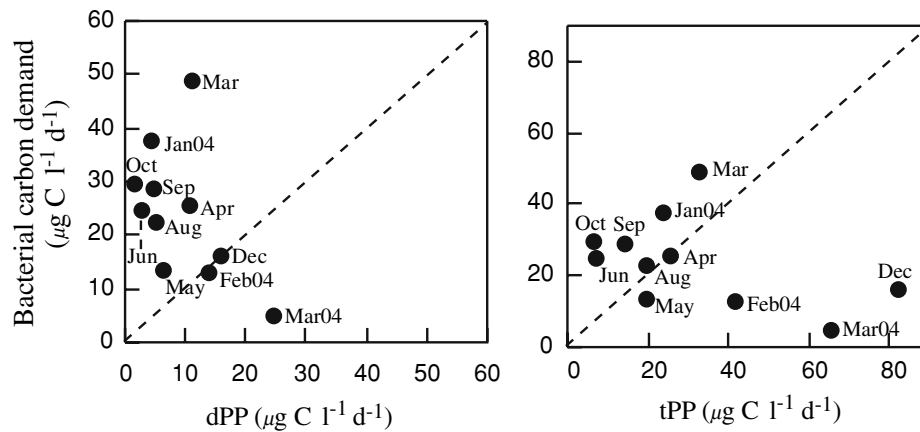 Bacterial carbon demand
(μg C l⁻¹ d⁻¹)
60
50
40
30
20
10
0
Mar
Jan04
Oct
Sep
Apr
Aug
Jun
May
Dec
Feb04
Mar04
0 10 20 30 40 50 60
dPP (μg C l⁻¹ d⁻¹)
80
60
40
20
0
Mar
Jan04
Oct Sep
Apr
Jun
Aug
May
Dec
Feb04
Mar04
0 20 40 60 80
tPP (μg C l⁻¹ d⁻¹)